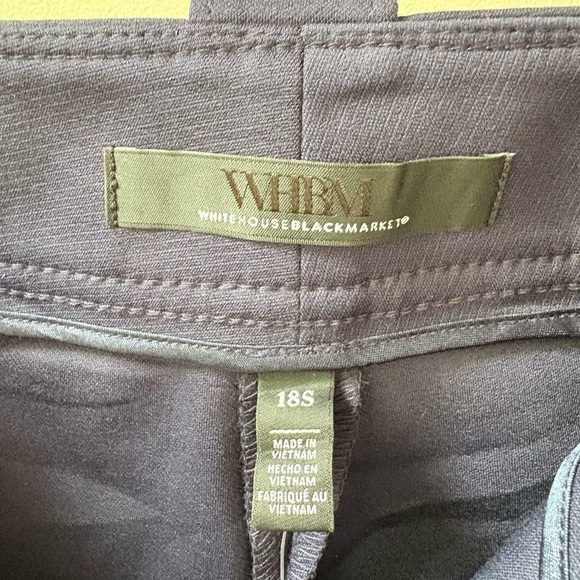 WHBM
WHITEHOUSEBLACKMARKET®
18S
MADE IN
VIETNAM
HECHO EN
VIETNAM
FABRIQUÉ AU
VIETNAM